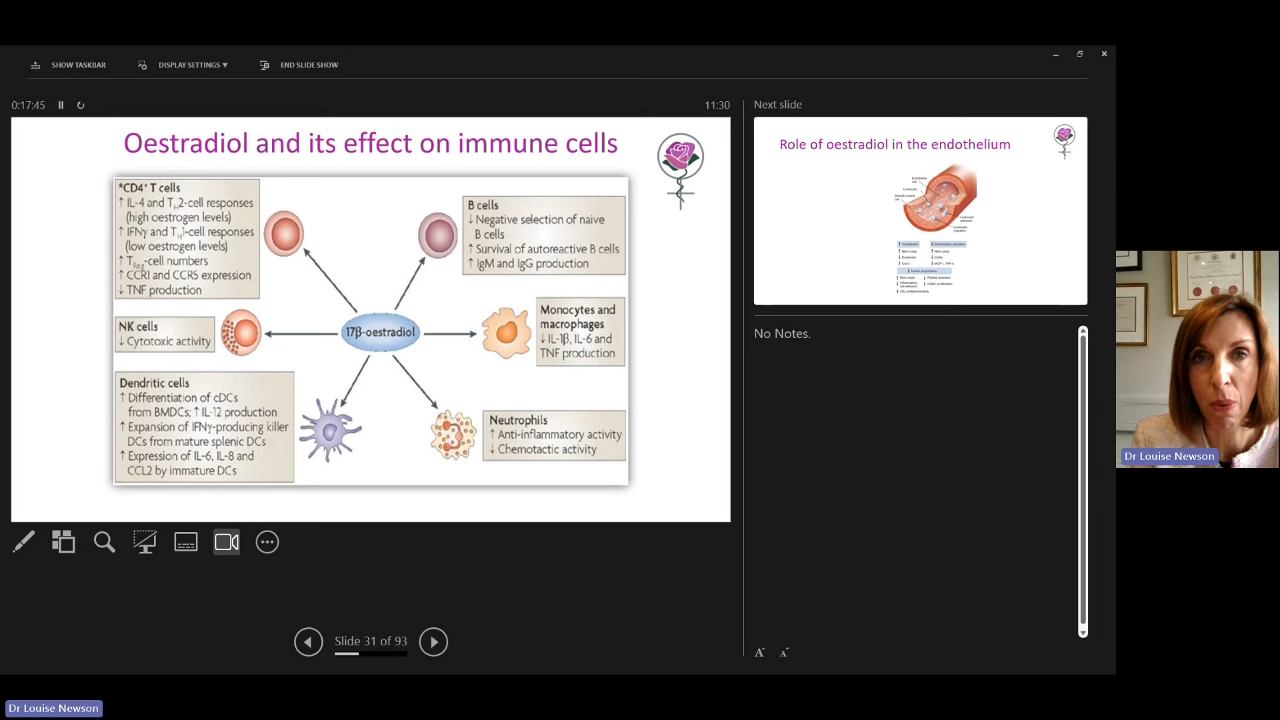 SHOW TASKBAR
DISPLAY SETTINGS ▼
END SLIDE SHOW
0:17:45
11:30
Next slide
Oestradiol and its effect on immune cells
*CD4⁺ T cells
↑ IL-4 and TH2-cell responses
(high oestrogen levels)
↑ IFNγ and TH1-cell responses
(low oestrogen levels)
↑ TReg-cell numbers
↑ CCR1 and CCR5 expression
↓ TNF production
B cells
↓ Negative selection of naive
B cells
↑ Survival of autoreactive B cells
↑ IgM and IgG production
NK cells
↓ Cytotoxic activity
17β-oestradiol
Monocytes and
macrophages
↓ IL-1β, IL-6 and
TNF production
Dendritic cells
↑ Differentiation of cDCs
from BMDCs; ↑ IL-12 production
↑ Expansion of IFNγ-producing killer
DCs from mature splenic DCs
↑ Expression of IL-6, IL-8 and
CCL2 by immature DCs
Neutrophils
↑ Anti-inflammatory activity
↓ Chemotactic activity
Role of oestradiol in the endothelium
No Notes.
Slide 31 of 93
A
A
Dr Louise Newson
Dr Louise Newson